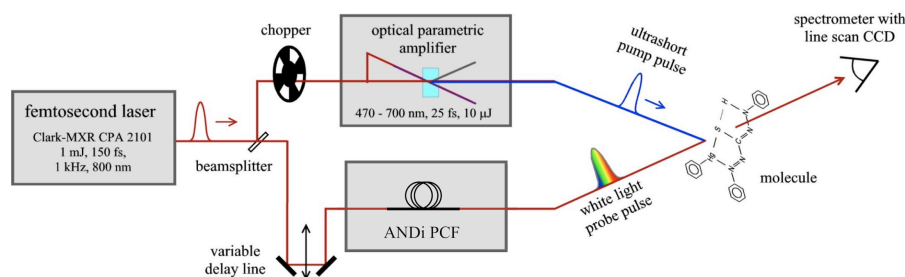 chopper
optical parametric
amplifier
470 - 700 nm, 25 fs, 10 µJ
ultrashort
pump pulse
spectrometer with
line scan CCD
femtosecond laser
Clark-MXR CPA 2101
1 mJ, 150 fs,
1 kHz, 800 nm
beamsplitter
variable
delay line
ANDi PCF
white light
probe pulse
H
N
N
S
C
N
Hg
N
N
molecule